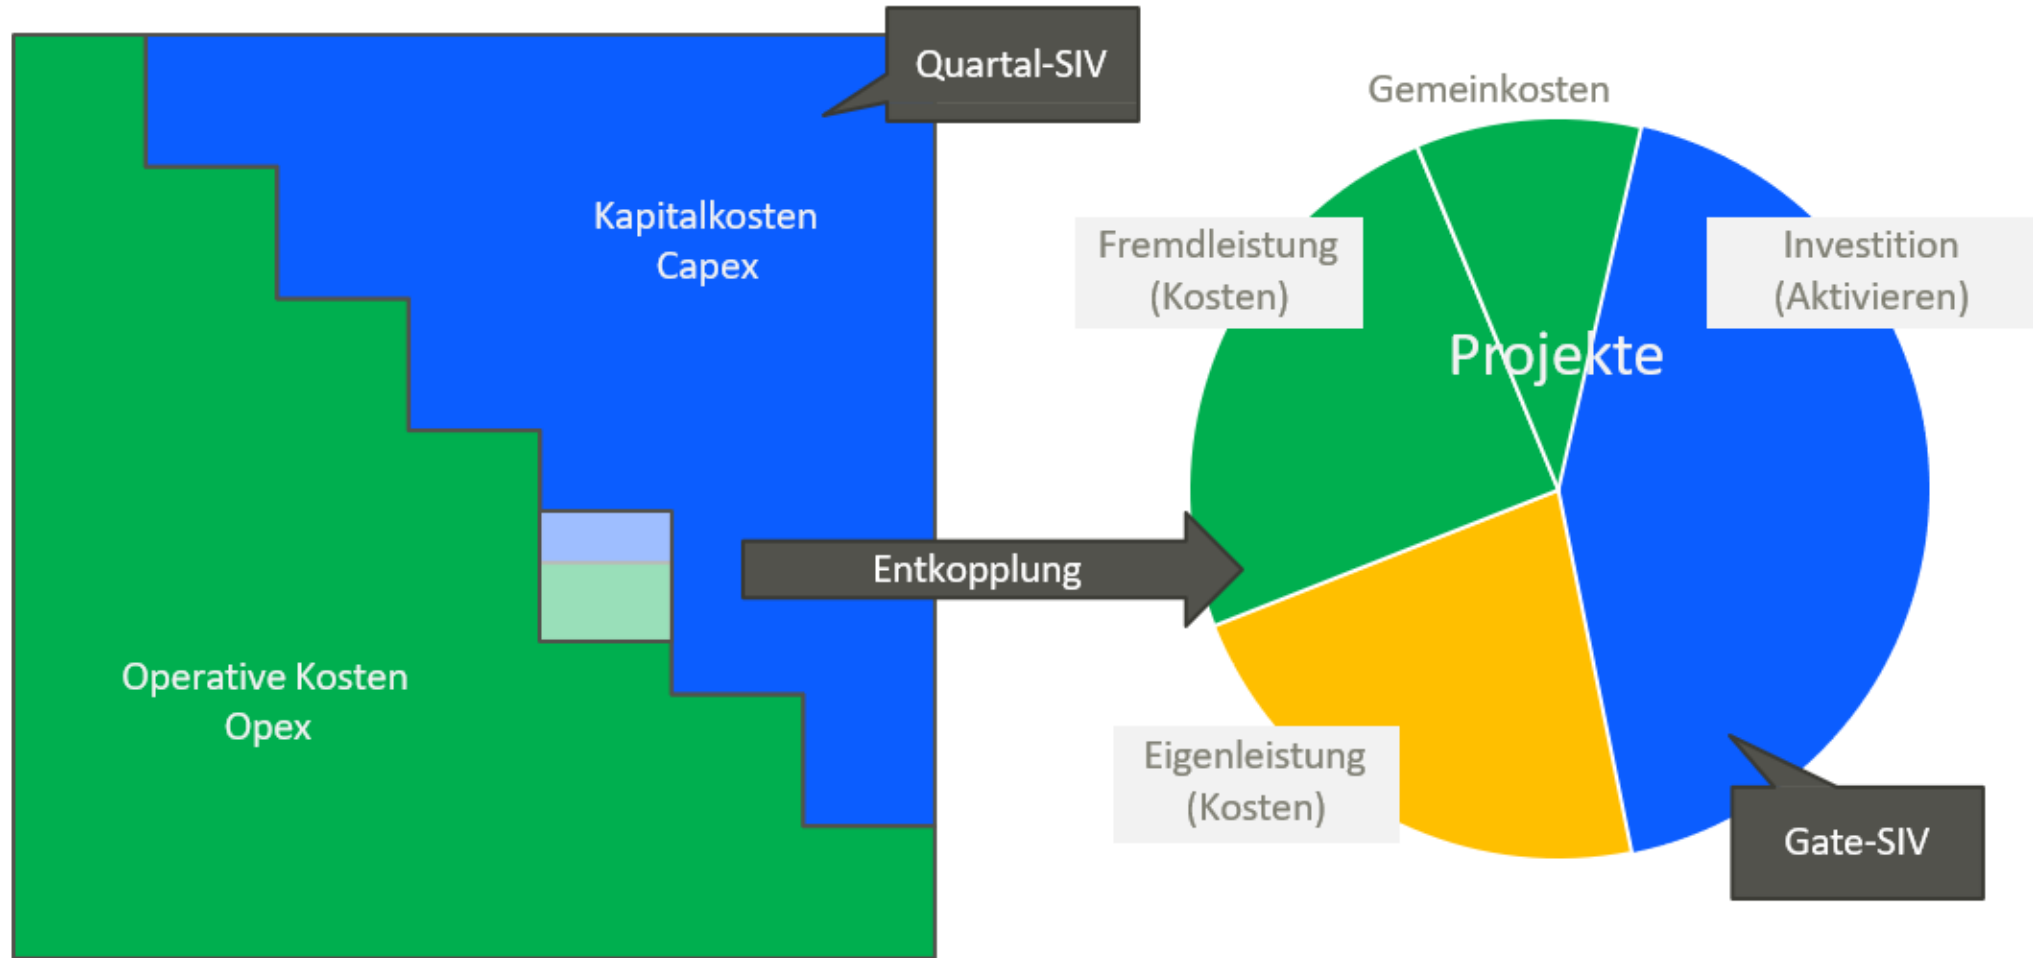 Quartal-SIV
Kapitalkosten
Capex
Operative Kosten
Opex
Entkopplung
Gemeinkosten
Fremdleistung
(Kosten)
Investition
(Aktivieren)
Projekte
Eigenleistung
(Kosten)
Gate-SIV